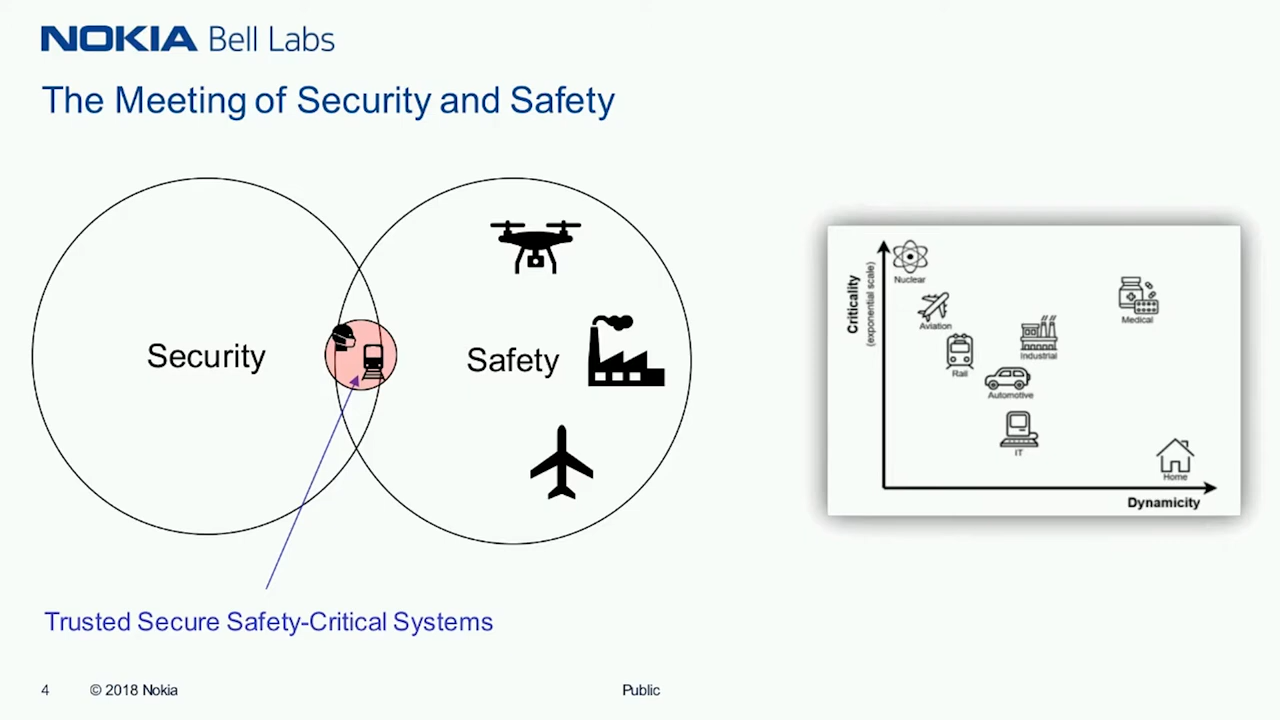 NOKIA Bell Labs
The Meeting of Security and Safety
Security
Safety
Criticality
(exponential scale)
Nuclear
Aviation
Rail
Industrial
Automotive
Medical
IT
Home
Dynamicity
Trusted Secure Safety-Critical Systems
4
© 2018 Nokia
Public